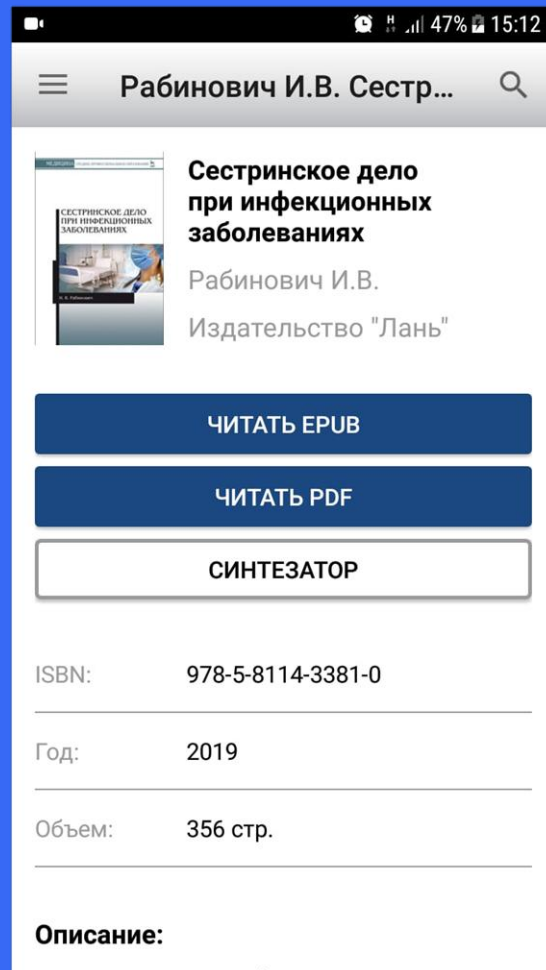 H 47% 15:12
Рабинович И.В. Сестр...
СЕСТРИНСКОЕ ДЕЛО
ПРИ ИНФЕКЦИОННЫХ
ЗАБОЛЕВАНИЯХ
И. В. Рабинович
Сестринское дело
при инфекционных
заболеваниях
Рабинович И.В.
Издательство "Лань"
ЧИТАТЬ EPUB
ЧИТАТЬ PDF
СИНТЕЗАТОР
ISBN: 978-5-8114-3381-0
Год: 2019
Объем: 356 стр.
Описание: